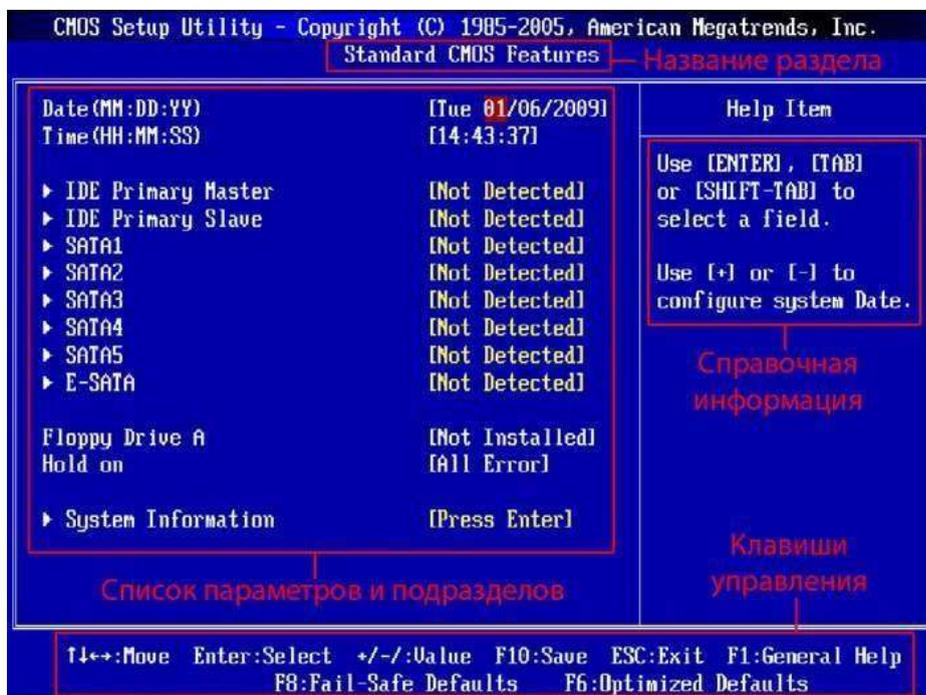 CMOS Setup Utility - Copyright (C) 1985-2005, American Megatrends, Inc.
Standard CMOS Features
Название раздела
Date(MM:DD:YY) [Tue 01/06/2009]
Time(HH:MM:SS) [14:43:37]
▶ IDE Primary Master [Not Detected]
▶ IDE Primary Slave [Not Detected]
▶ SATA1 [Not Detected]
▶ SATA2 [Not Detected]
▶ SATA3 [Not Detected]
▶ SATA4 [Not Detected]
▶ SATA5 [Not Detected]
▶ E-SATA [Not Detected]
Floppy Drive A [Not Installed]
Hold on [All Error]
▶ System Information [Press Enter]
Список параметров и подразделов
Help Item
Use [ENTER], [TAB]
or [SHIFT-TAB] to
select a field.
Use [+] or [-] to
configure system Date.
Справочная
информация
Клавиши
управления
↑↓←→:Move Enter:Select +/-/:Value F10:Save ESC:Exit F1:General Help
F8:Fail-Safe Defaults F6:Optimized Defaults